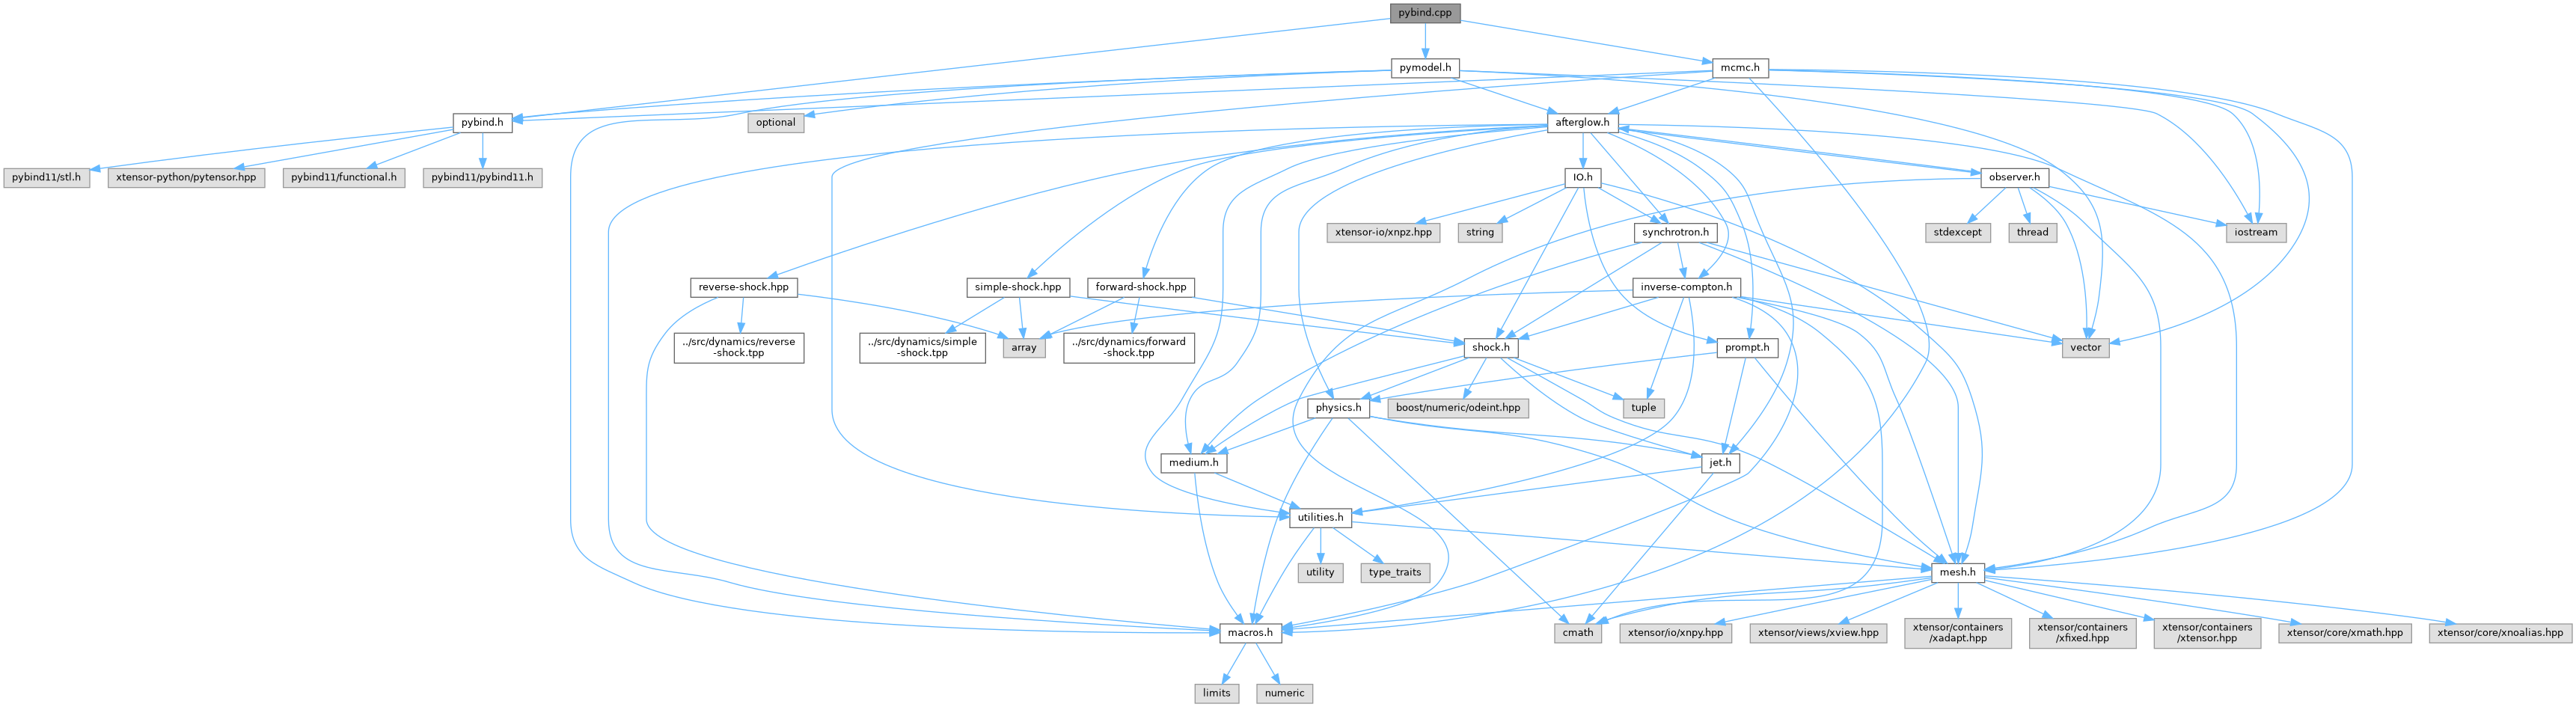 pybind.cpp
pymodel.h
mcmc.h
pybind.h
optional
afterglow.h
pybind11/stl.h
xtensor-python/pytensor.hpp
pybind11/functional.h
pybind11/pybind11.h
IO.h
observer.h
xtensor-io/xnpz.hpp
string
synchrotron.h
stdexcept
thread
iostream
reverse-shock.hpp
simple-shock.hpp
forward-shock.hpp
inverse-compton.h
../src/dynamics/reverse
-shock.tpp
../src/dynamics/simple
-shock.tpp
array
../src/dynamics/forward
-shock.tpp
shock.h
prompt.h
vector
physics.h
boost/numeric/odeint.hpp
tuple
medium.h
jet.h
utilities.h
utility
type_traits
mesh.h
macros.h
cmath
xtensor/io/xnpy.hpp
xtensor/views/xview.hpp
xtensor/containers
/xadapt.hpp
xtensor/containers
/xfixed.hpp
xtensor/containers
/xtensor.hpp
xtensor/core/xmath.hpp
xtensor/core/xnoalias.hpp
limits
numeric